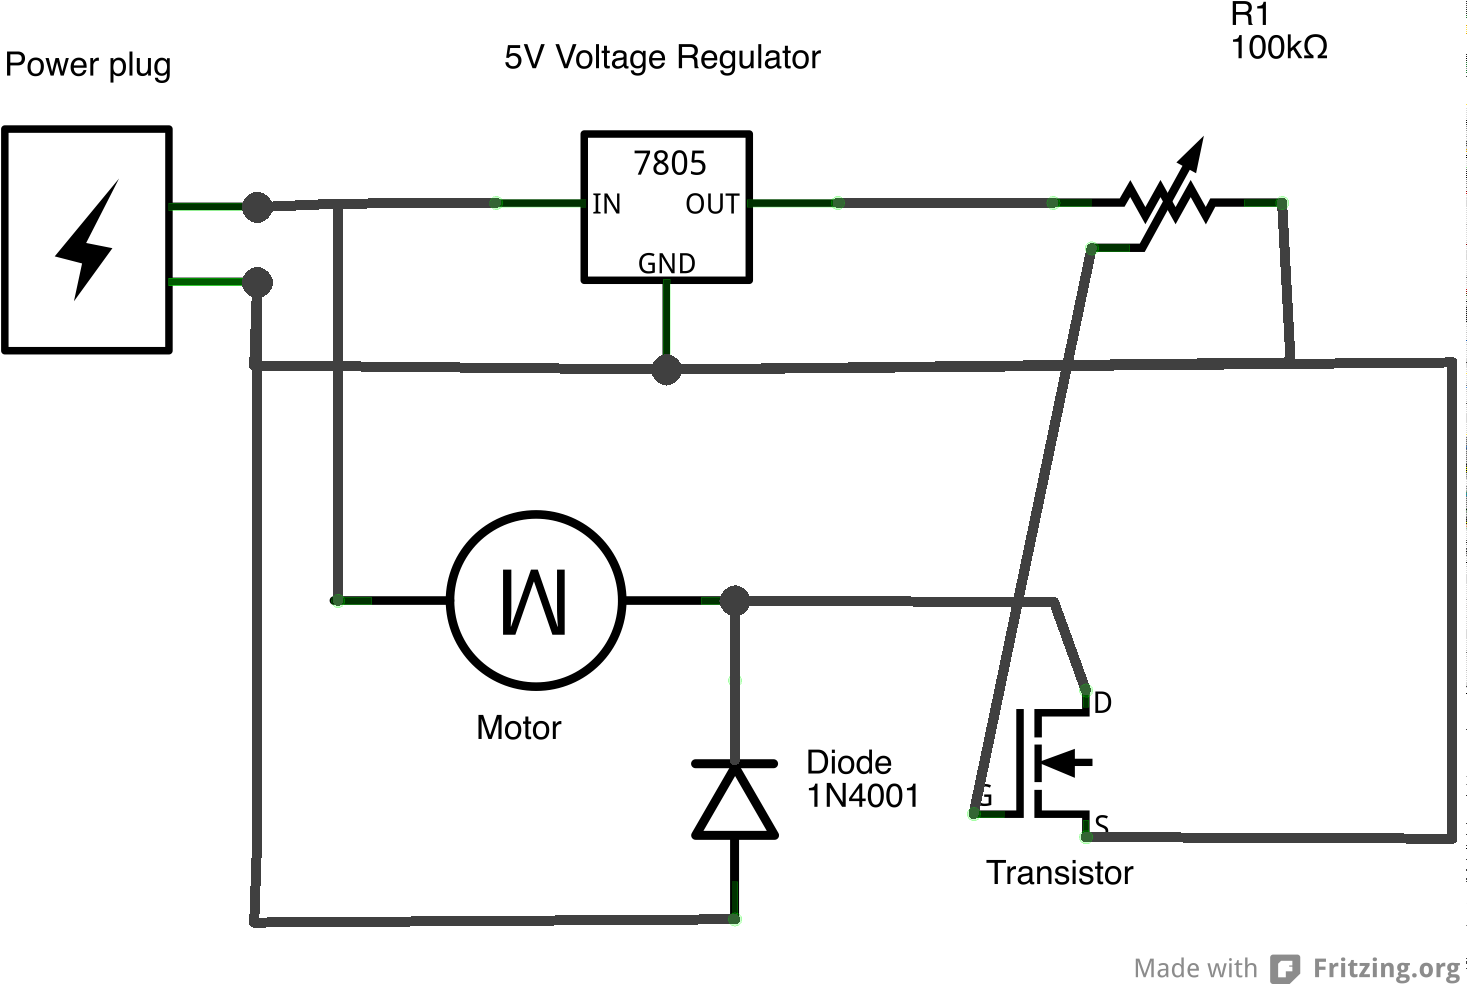 R1
100kΩ
Power plug
5V Voltage Regulator
7805
IN
OUT
GND
M
Motor
D
Diode
1N4001
G
S
Transistor
Made with Fritzing.org